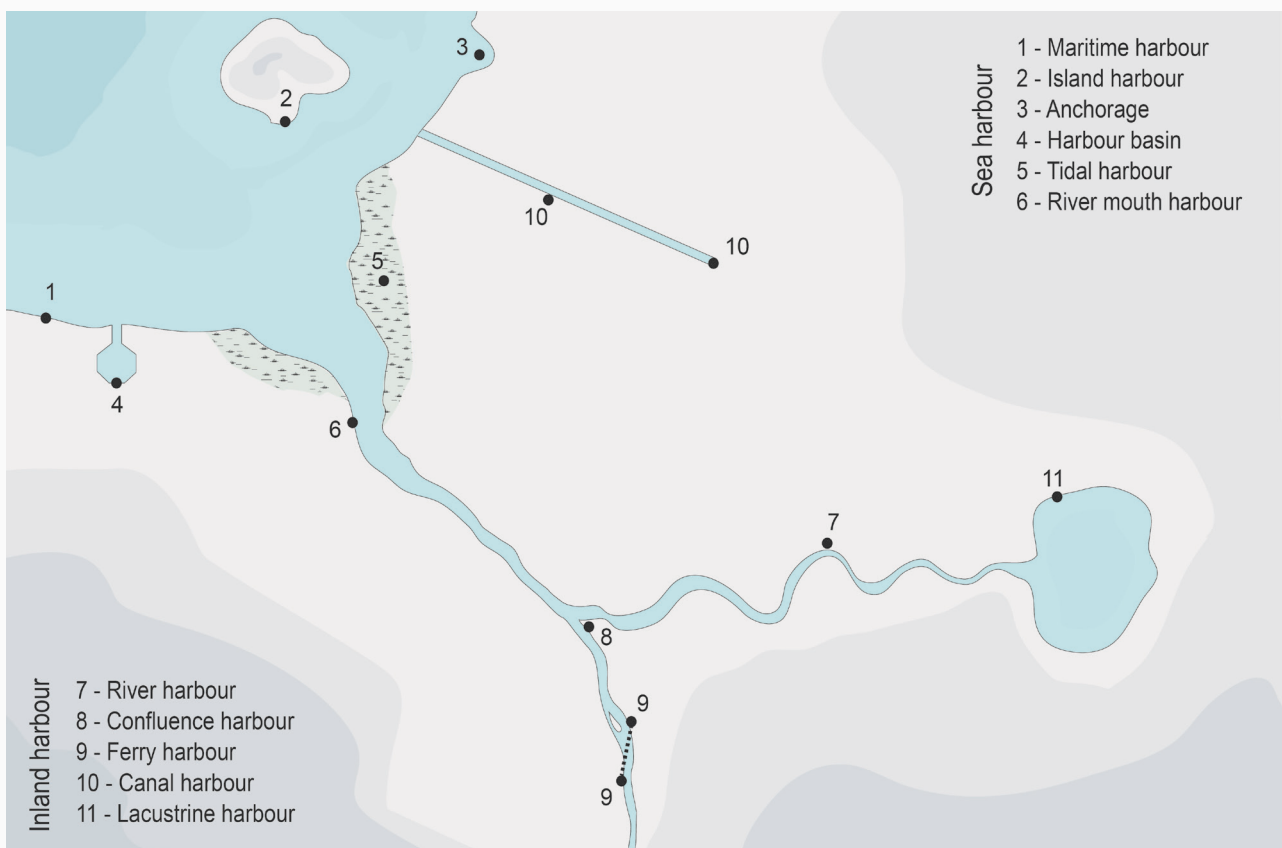 3
2
1
4
5
6
10
10
7
8
9
9
11
Sea harbour
1 - Maritime harbour
2 - Island harbour
3 - Anchorage
4 - Harbour basin
5 - Tidal harbour
6 - River mouth harbour
Inland harbour
7 - River harbour
8 - Confluence harbour
9 - Ferry harbour
10 - Canal harbour
11 - Lacustrine harbour